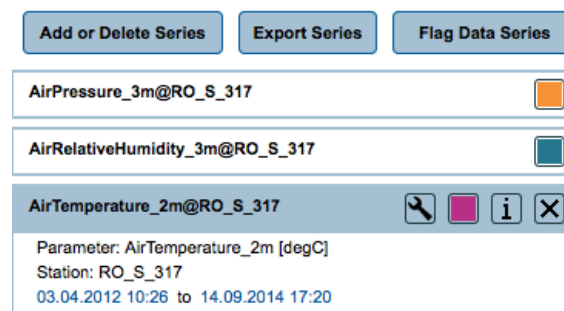 Add or Delete Series Export Series Flag Data Series
AirPressure_3m@RO_S_317
AirRelativeHumidity_3m@RO_S_317
AirTemperature_2m@RO_S_317 i
Parameter: AirTemperature_2m [degC]
Station: RO_S_317
03.04.2012 10:26 to 14.09.2014 17:20